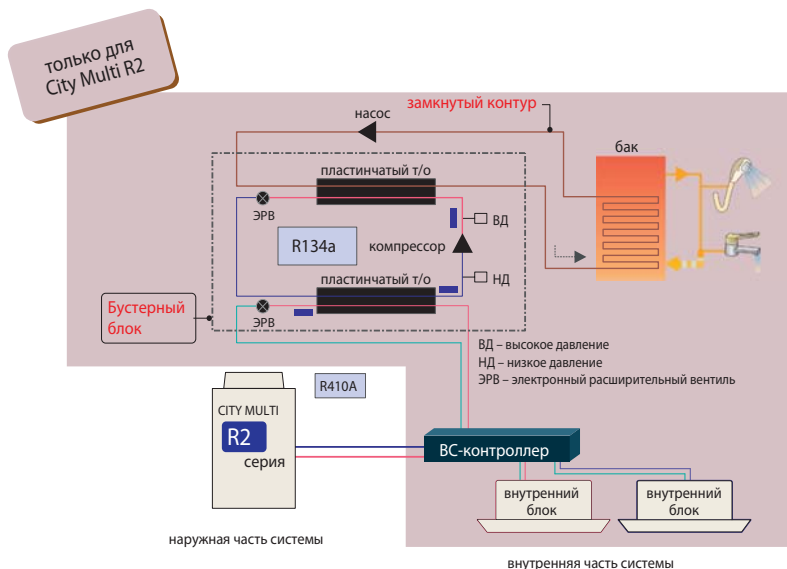 только для
City Multi R2
замкнутый контур
насос
бак
пластинчатый т/о
ЭРВ
ВД
R134a
компрессор
НД
пластинчатый т/о
ЭРВ
Бустерный
блок
ВД – высокое давление
НД – низкое давление
ЭРВ – электронный расширительный вентиль
R410A
CITY MULTI
R2
серия
BC-контроллер
внутренний
блок
внутренний
блок
наружная часть системы
внутренняя часть системы